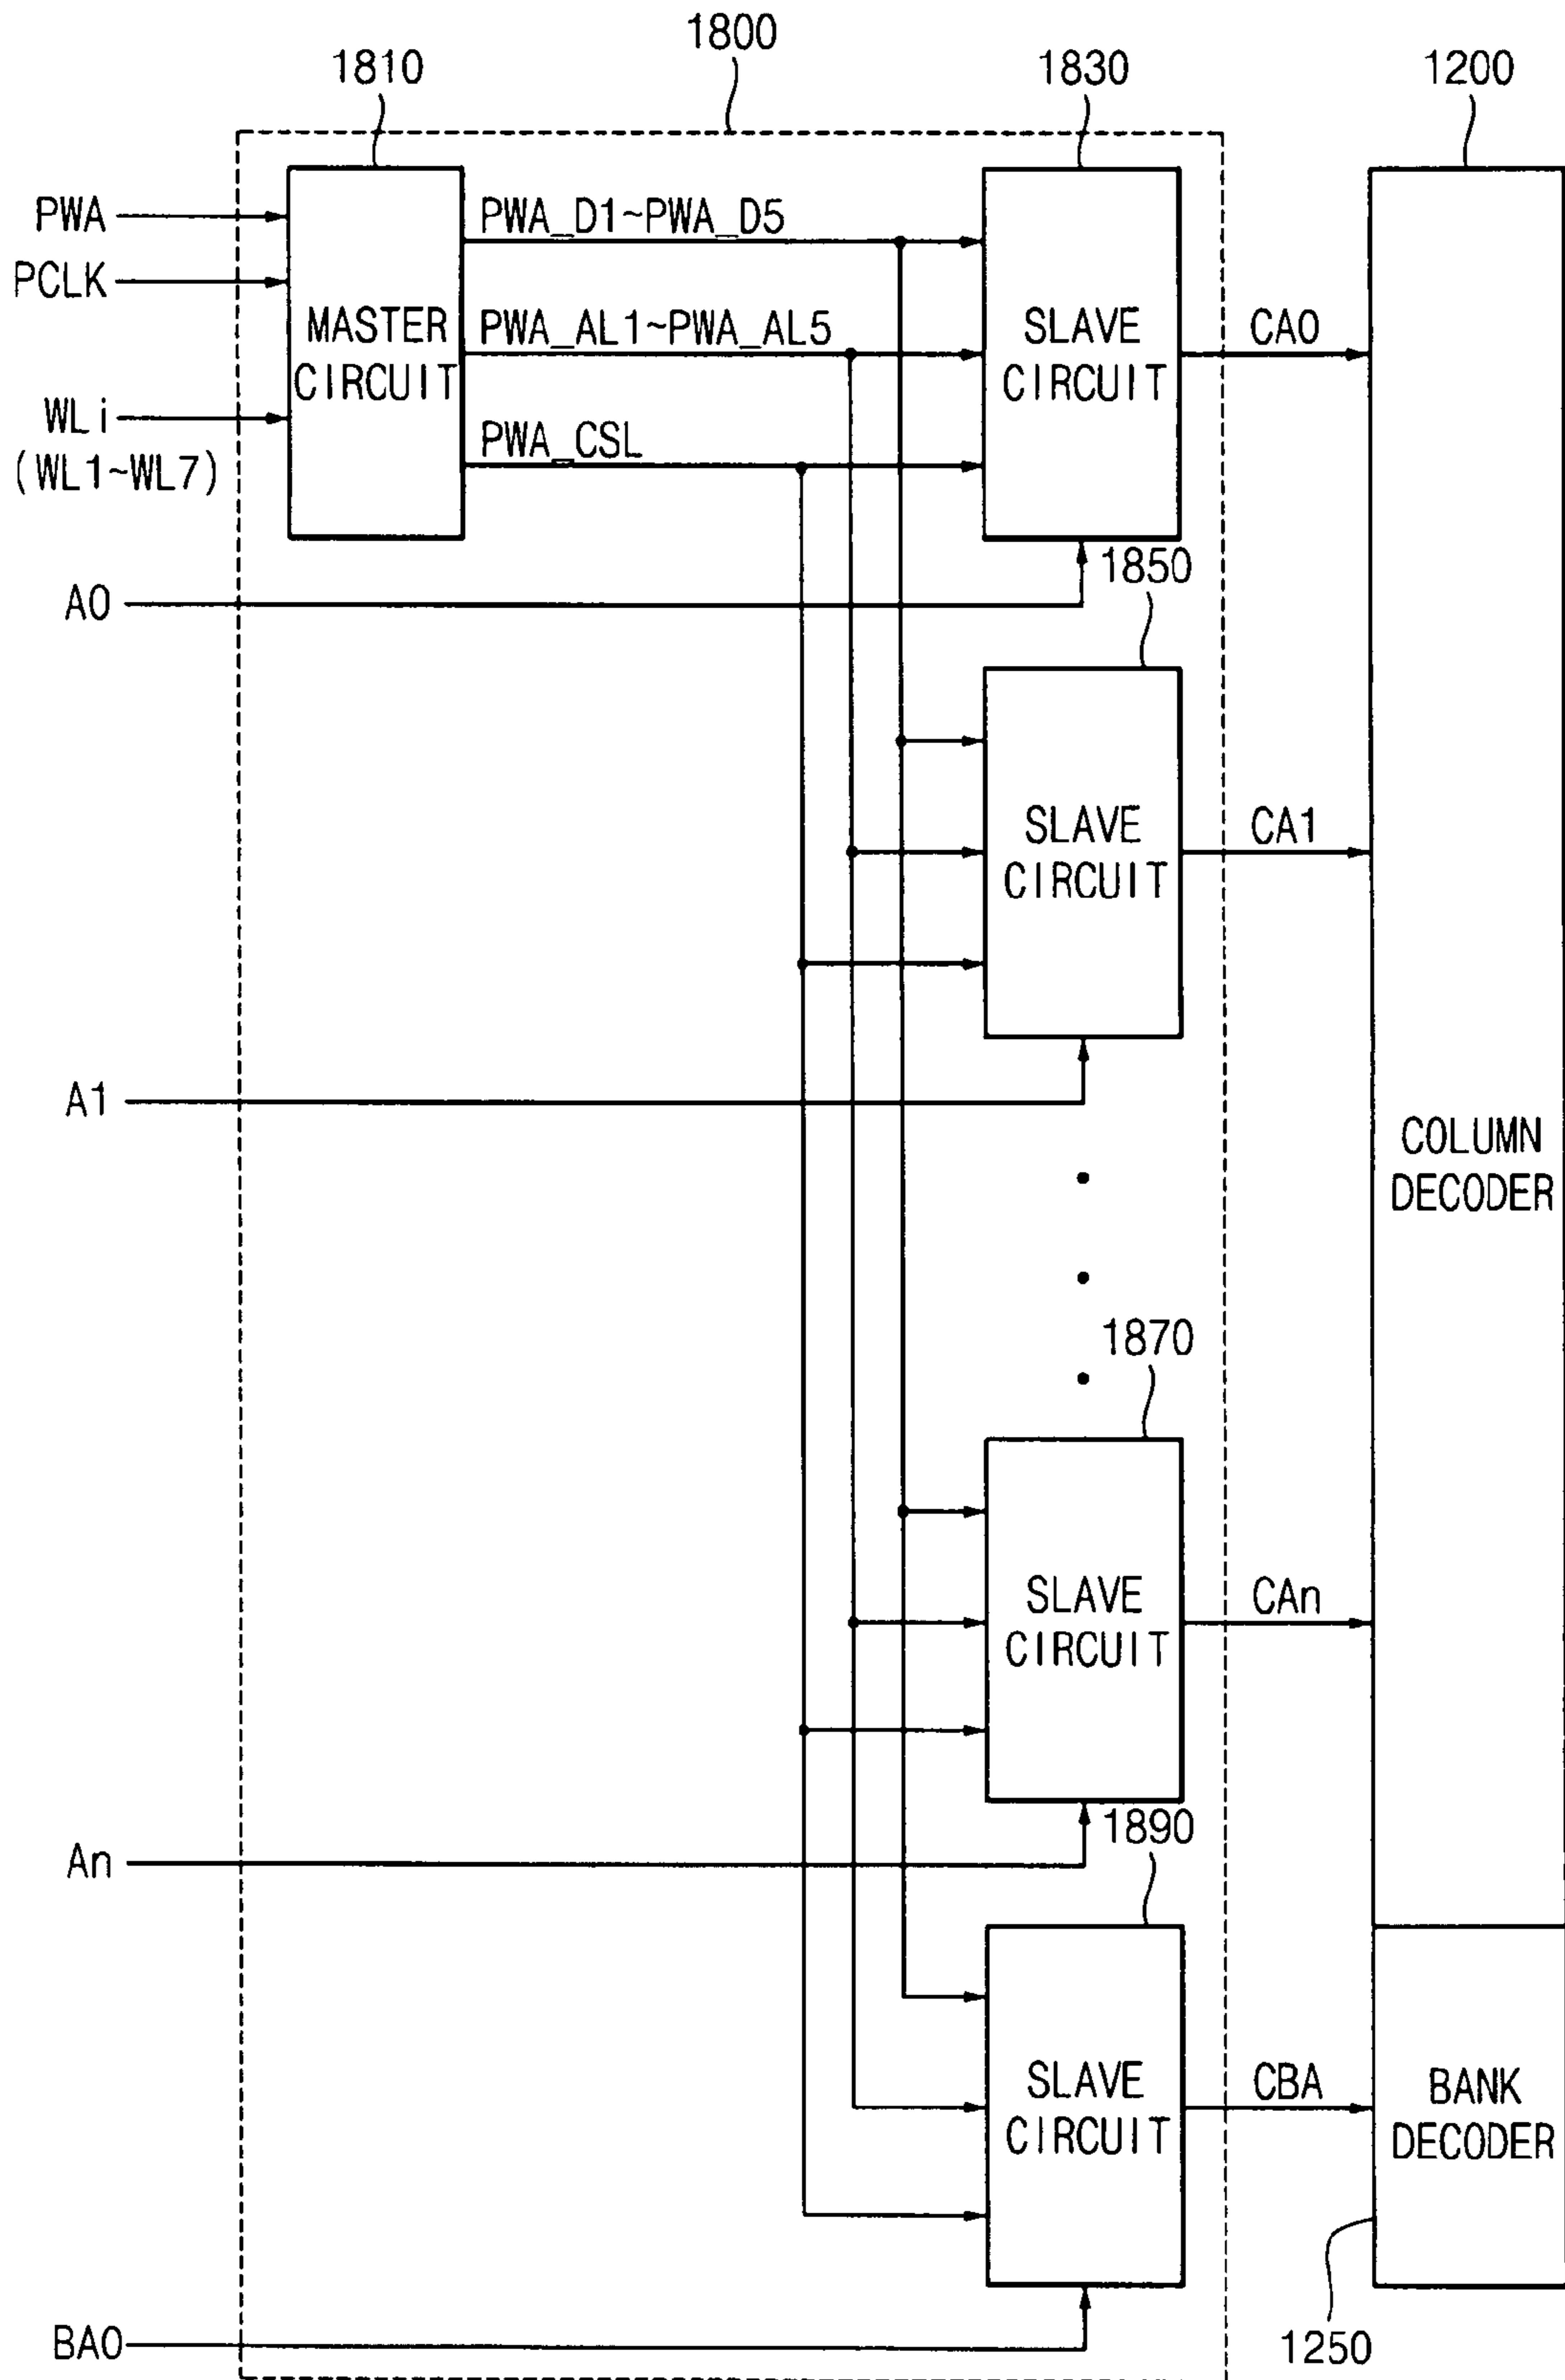 1800
1810
1830
1200
PWA
PCLK
WLi
(WL1~WL7)
MASTER
CIRCUIT
PWA_D1~PWA_D5
PWA_AL1~PWA_AL5
PWA_CSL
SLAVE
CIRCUIT
CA0
A0
1850
SLAVE
CIRCUIT
CA1
A1
COLUMN
DECODER
1870
SLAVE
CIRCUIT
CAn
An
1890
SLAVE
CIRCUIT
CBA
BANK
DECODER
BA0
1250